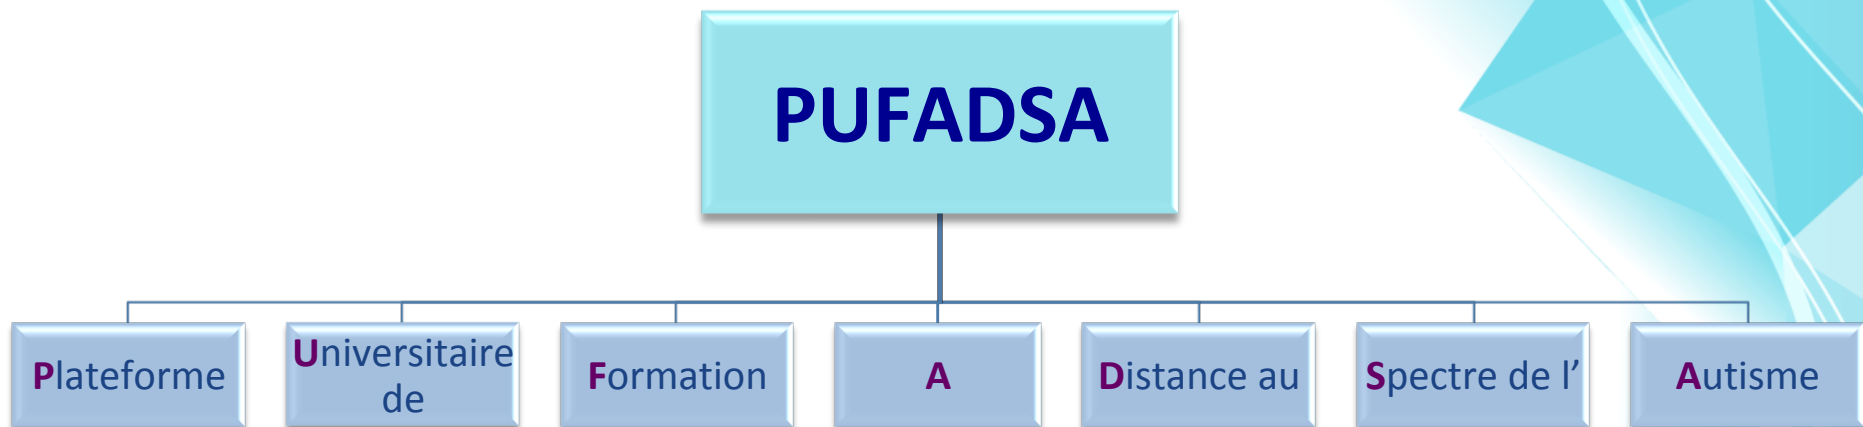 PUFADSA
Plateforme
Universitaire
de
Formation
A
Distance au
Spectre de l’
Autisme